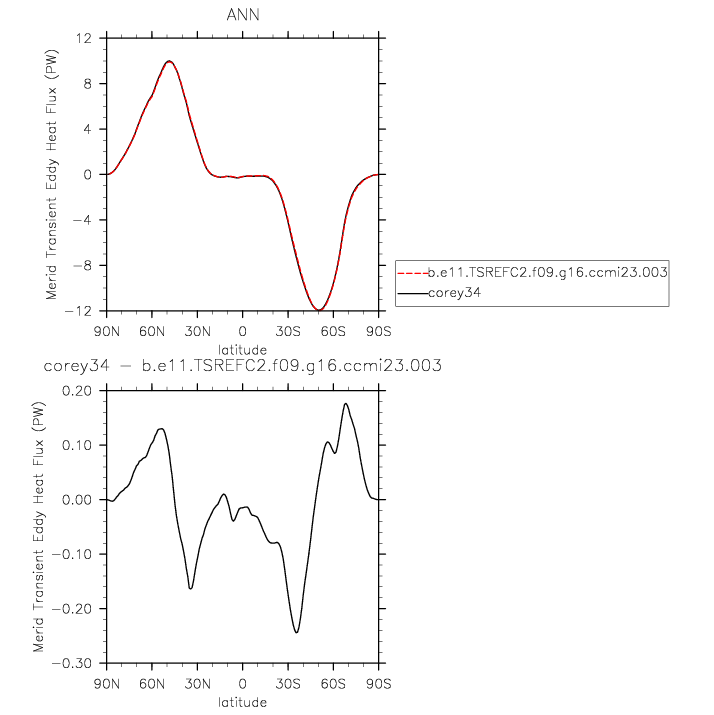 ANN
Merid Transient Eddy Heat Flux (PW)
12
8
4
0
−4
−8
−12
90N 60N 30N 0 30S 60S 90S
latitude
b.e11.TSREFC2.f09.g16.ccmi23.003
corey34
corey34 − b.e11.TSREFC2.f09.g16.ccmi23.003
Merid Transient Eddy Heat Flux (PW)
0.20
0.10
0.00
−0.10
−0.20
−0.30
90N 60N 30N 0 30S 60S 90S
latitude